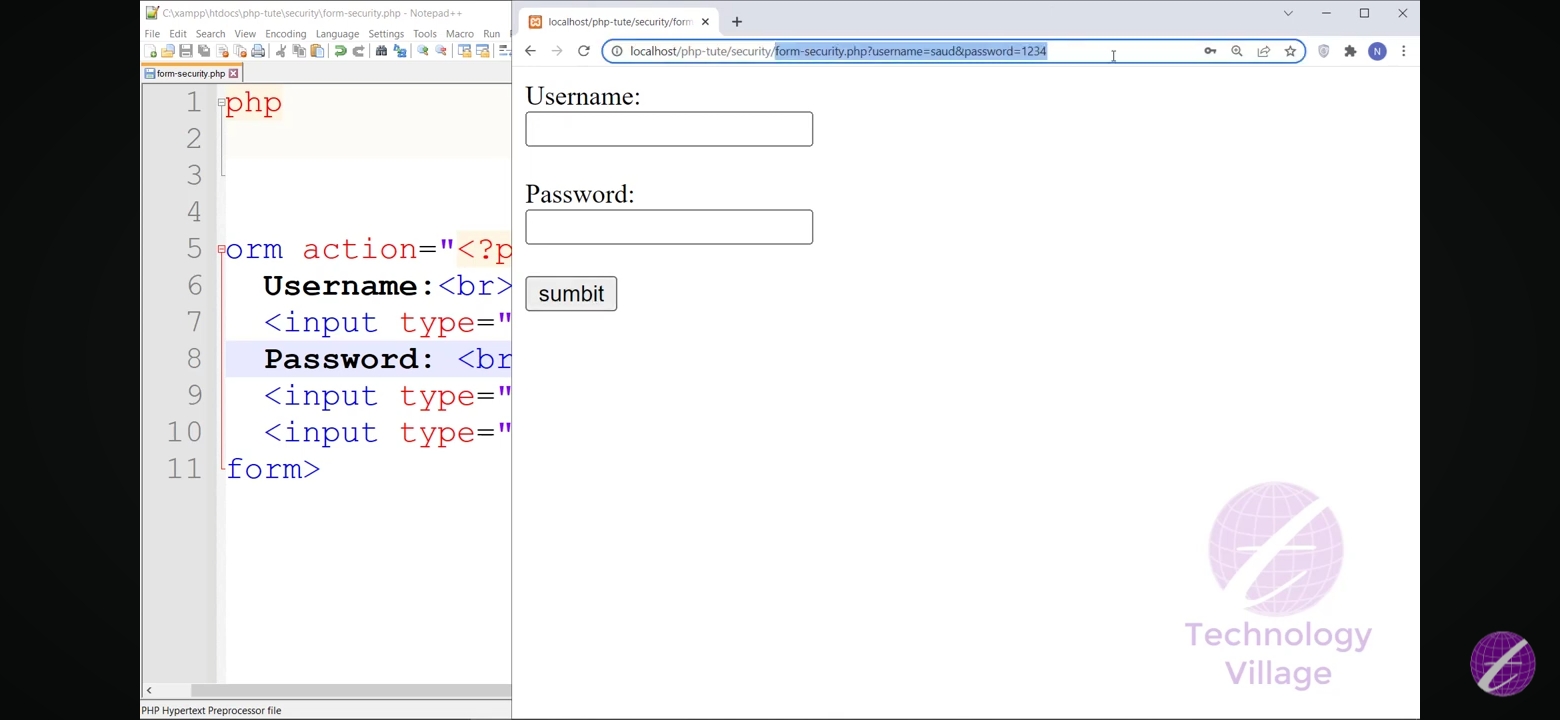 C:\xampp\htdocs\php-tute\security\form-security.php - Notepad++
File Edit Search View Encoding Language Settings Tools Macro Run
form-security.php
1 php
2
3
4
5 orm action="<?p
6 Username:<br>
7 <input type="
8 Password: <br
9 <input type="
10 <input type="
11 form>
PHP Hypertext Preprocessor file
localhost/php-tute/security/form
localhost/php-tute/security/form-security.php?username=saud&password=1234
N
Username:
Password:
sumbit
Technology
Village